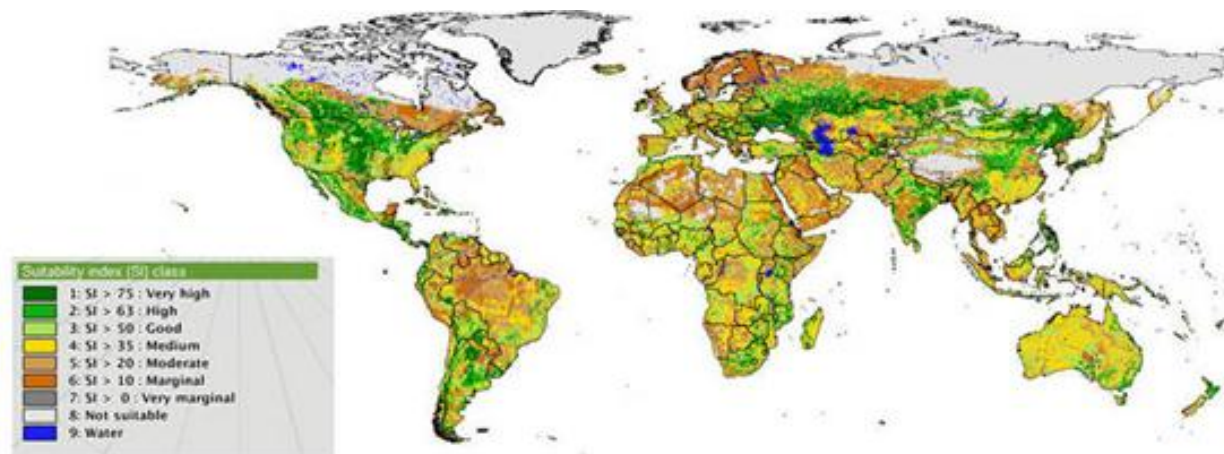 Suitability index (SI) class
1: SI > 75 : Very high
2: SI > 63 : High
3: SI > 50 : Good
4: SI > 35 : Medium
5: SI > 20 : Moderate
6: SI > 10 : Marginal
7: SI > 0 : Very marginal
8: Not suitable
9: Water